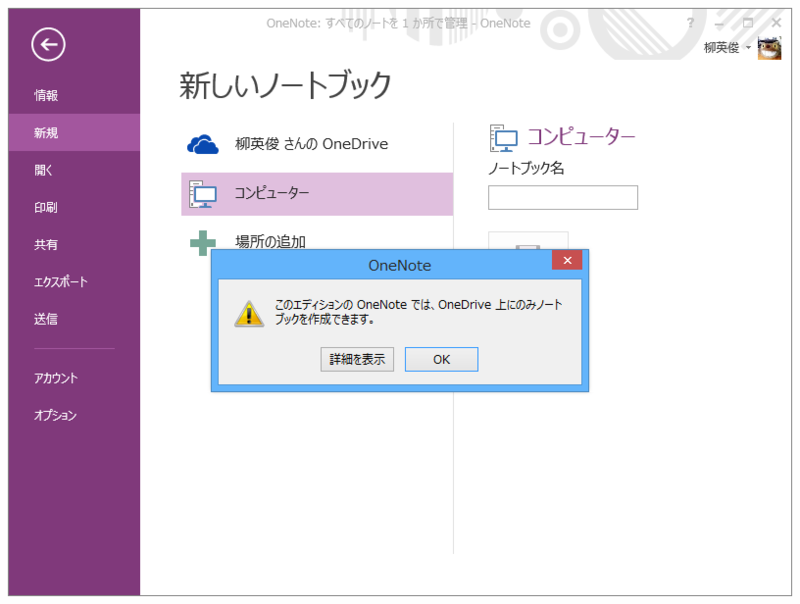 OneNote: すべてのノートを 1 か所で管理 - OneNote
?
柳英俊
情報
新規
開く
印刷
共有
エクスポート
送信
アカウント
オプション
新しいノートブック
柳英俊 さんの OneDrive
コンピューター
場所の追加
コンピューター
ノートブック名
OneNote
このエディションの OneNote では、OneDrive 上にのみノート
ブックを作成できます。
詳細を表示
OK